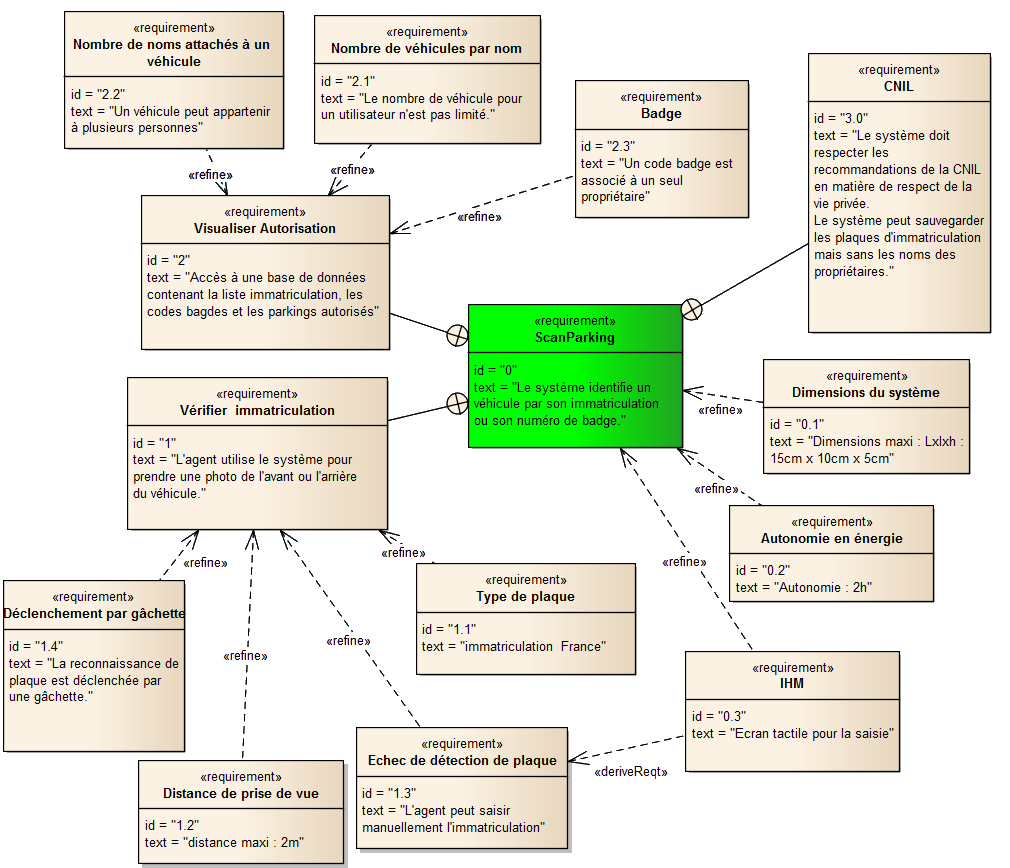 «requirement»
Nombre de noms attachés à un
véhicule
id = "2.2"
text = "Un véhicule peut appartenir
à plusieurs personnes"
«requirement»
Nombre de véhicules par nom
id = "2.1"
text = "Le nombre de véhicule pour
un utilisateur n'est pas limité."
«requirement»
Badge
id = "2.3"
text = "Un code badge est
associé à un seul
propriétaire"
«requirement»
CNIL
id = "3.0"
text = "Le système doit
respecter les
recommandations de la CNIL
en matière de respect de la
vie privée.
Le système peut sauvegarder
les plaques d'immatriculation
mais sans les noms des
propriétaires."
«refine»
«refine»
«refine»
«requirement»
Visualiser Autorisation
id = "2"
text = "Accès à une base de données
contenant la liste immatriculation, les
codes bagdes et les parkings autorisés"
«requirement»
ScanParking
id = "0"
text = "Le système identifie un
véhicule par son immatriculation
ou son numéro de badge."
«requirement»
Vérifier immatriculation
id = "1"
text = "L'agent utilise le système pour
prendre une photo de l'avant ou l'arrière
du véhicule."
«requirement»
Dimensions du système
id = "0.1"
text = "Dimensions maxi : Lxlxh :
15cm x 10cm x 5cm"
«refine»
«refine»
«requirement»
Autonomie en énergie
id = "0.2"
text = "Autonomie : 2h"
«refine»
«refine»
«refine»
«requirement»
Type de plaque
id = "1.1"
text = "immatriculation France"
«requirement»
Déclenchement par gâchette
id = "1.4"
text = "La reconnaissance de
plaque est déclenchée par
une gâchette."
«refine»
«refine»
«requirement»
IHM
id = "0.3"
text = "Ecran tactile pour la saisie"
«deriveReqt»
«requirement»
Echec de détection de plaque
id = "1.3"
text = "L'agent peut saisir
manuellement l'immatriculation"
«requirement»
Distance de prise de vue
id = "1.2"
text = "distance maxi : 2m"